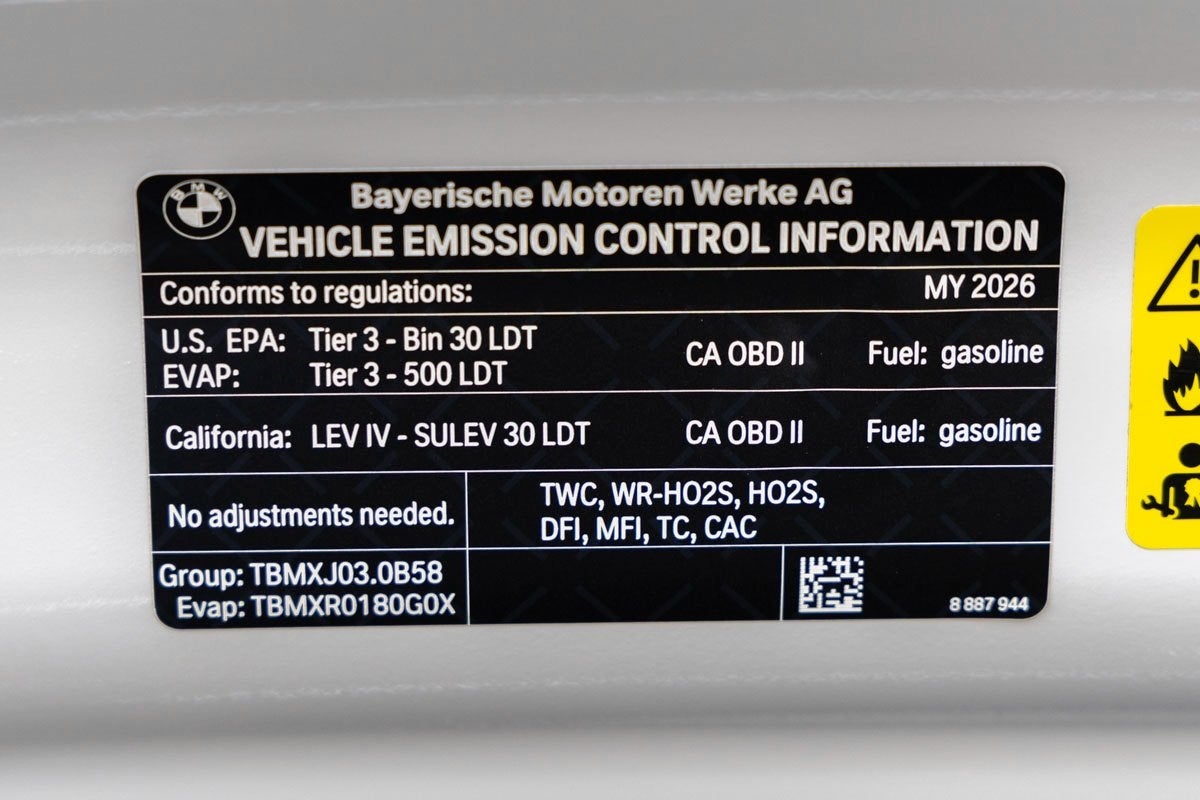 BMW
Bayerische Motoren Werke AG
VEHICLE EMISSION CONTROL INFORMATION
Conforms to regulations: MY 2026
U.S. EPA: Tier 3 - Bin 30 LDT
EVAP: Tier 3 - 500 LDT
CA OBD II Fuel: gasoline
California: LEV IV - SULEV 30 LDT CA OBD II Fuel: gasoline
No adjustments needed.
TWC, WR-HO2S, HO2S,
DFI, MFI, TC, CAC
Group: TBMXJ03.0B58
Evap: TBMXR0180G0X
8 887 944